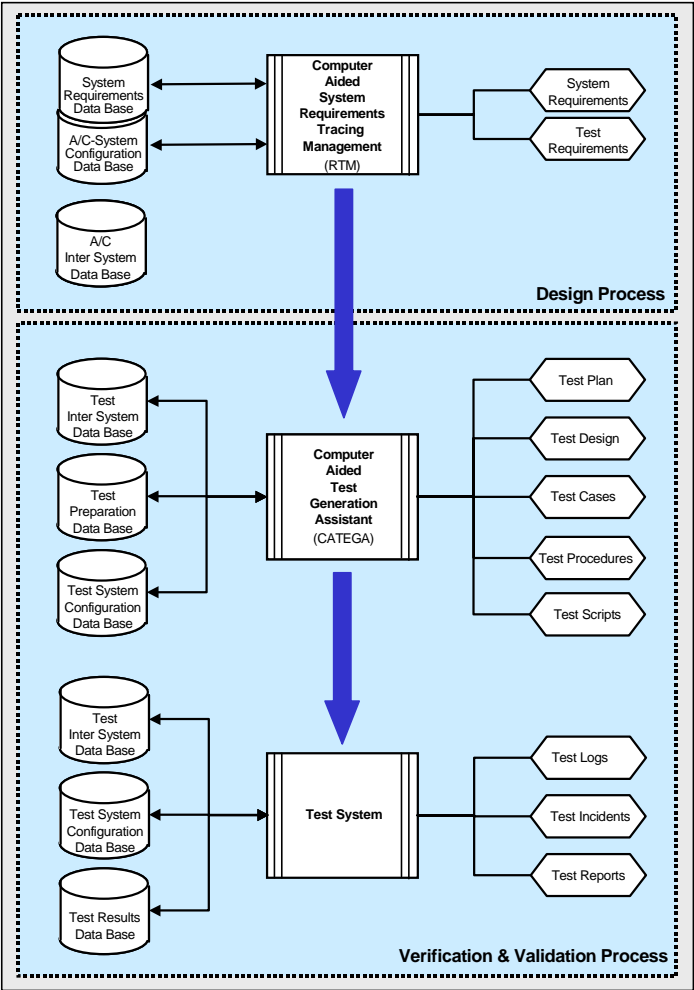 System
Requirements
Data Base
A/C-System
Configuration
Data Base
A/C
Inter System
Data Base
Computer
Aided
System
Requirements
Tracing
Management
(RTM)
System
Requirements
Test
Requirements
Design Process
Test
Inter System
Data Base
Test
Preparation
Data Base
Test System
Configuration
Data Base
Computer
Aided
Test
Generation
Assistant
(CATEGA)
Test Plan
Test Design
Test Cases
Test Procedures
Test Scripts
Test
Inter System
Data Base
Test System
Configuration
Data Base
Test Results
Data Base
Test System
Test Logs
Test Incidents
Test Reports
Verification & Validation Process